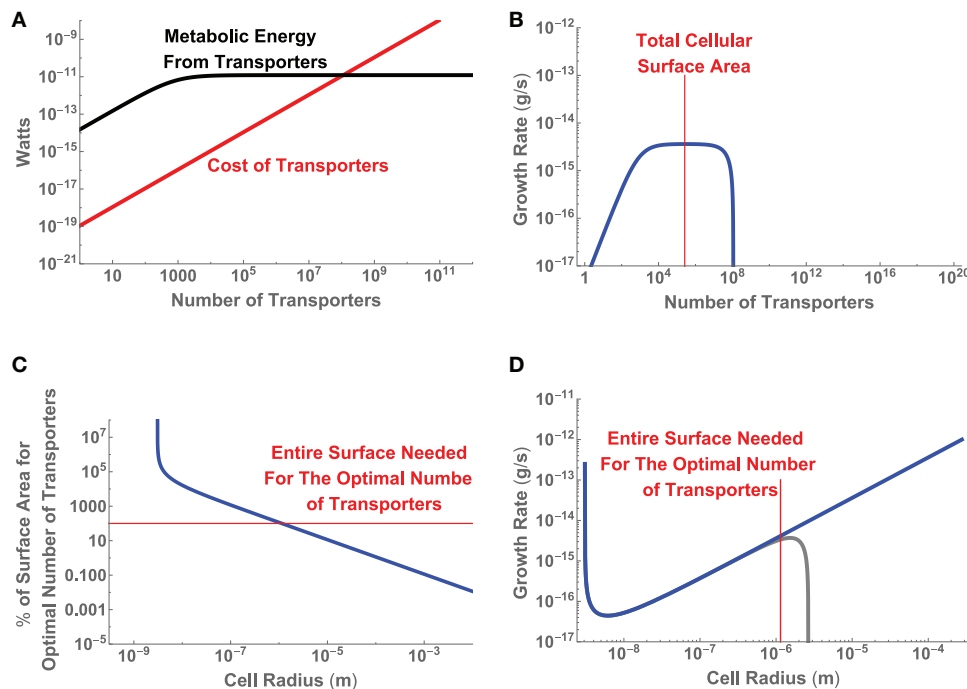 A
10^-9
10^-11
10^-13
10^-15
10^-17
10^-19
10^-21
Watts
Metabolic Energy
From Transporters
Cost of Transporters
10
1000
10^5
10^7
10^9
10^11
Number of Transporters
B
10^-12
10^-13
10^-14
10^-15
10^-16
10^-17
Growth Rate (g/s)
Total Cellular
Surface Area
1
10^4
10^8
10^12
10^16
10^20
Number of Transporters
C
10^7
10^5
1000
10
0.100
0.001
10^-5
% of Surface Area for
Optimal Number of Transporters
Entire Surface Needed
For The Optimal Numbe
of Transporters
10^-9
10^-7
10^-5
10^-3
Cell Radius (m)
D
10^-11
10^-12
10^-13
10^-14
10^-15
10^-16
10^-17
Growth Rate (g/s)
Entire Surface Needed
For The Optimal Number
of Transporters
10^-8
10^-7
10^-6
10^-5
10^-4
Cell Radius (m)